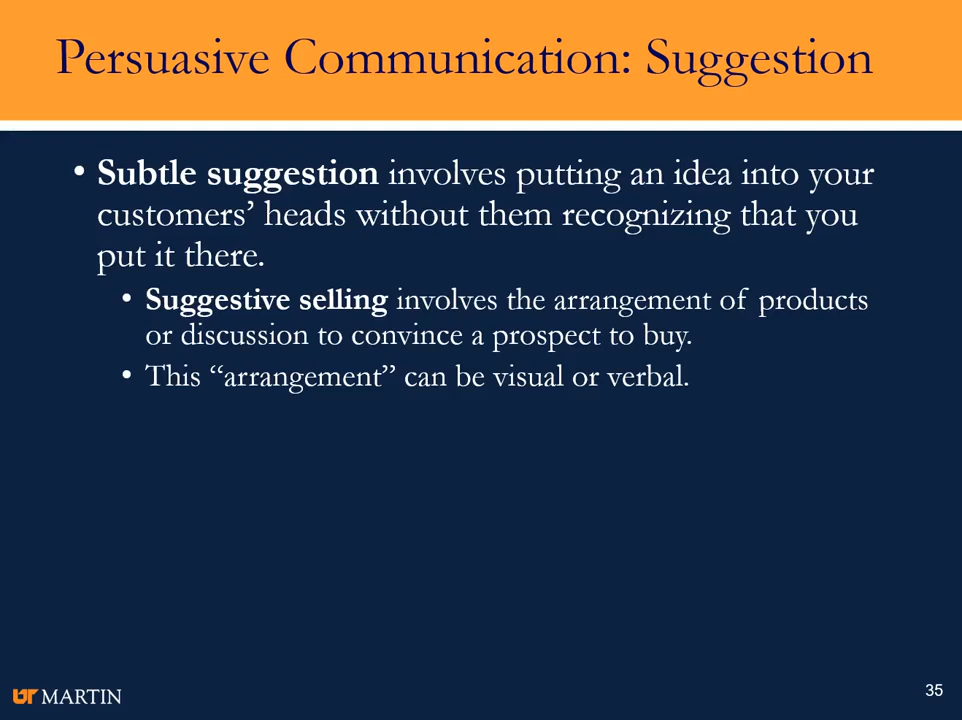 Persuasive Communication: Suggestion
• Subtle suggestion involves putting an idea into your
customers’ heads without them recognizing that you
put it there.
• Suggestive selling involves the arrangement of products
or discussion to convince a prospect to buy.
• This “arrangement” can be visual or verbal.
UT MARTIN
35